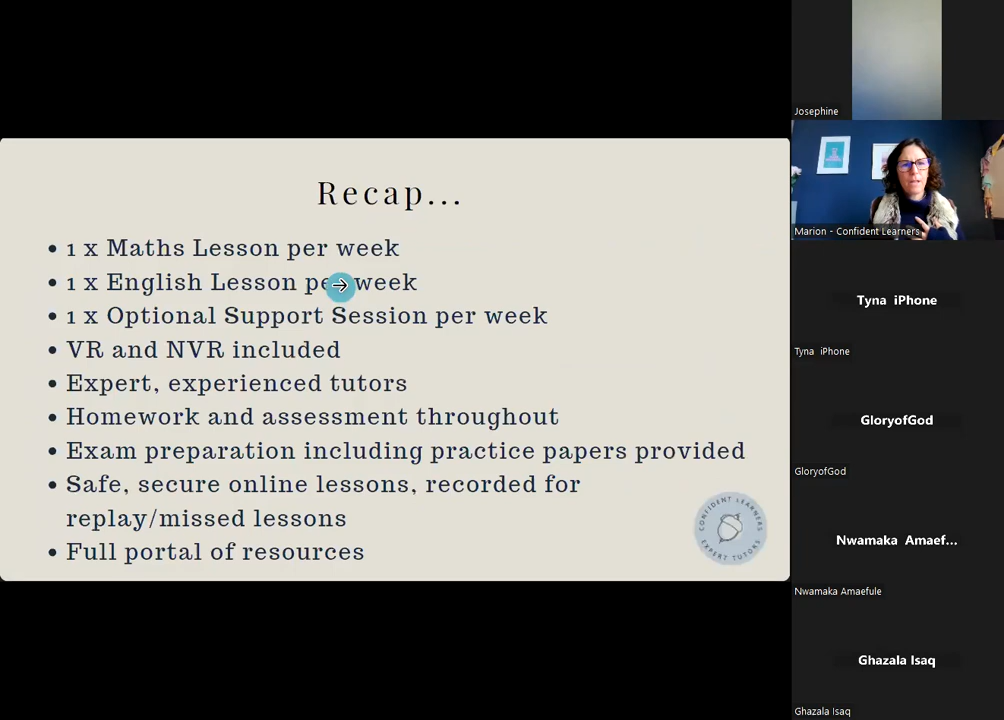 Recap...
• 1 x Maths Lesson per week
• 1 x English Lesson per week
• 1 x Optional Support Session per week
• VR and NVR included
• Expert, experienced tutors
• Homework and assessment throughout
• Exam preparation including practice papers provided
• Safe, secure online lessons, recorded for
replay/missed lessons
• Full portal of resources
CONFIDENT LEARNERS
EXPERT TUTORS
Josephine
Marion - Confident Learners
Tyna iPhone
Tyna iPhone
GloryofGod
GloryofGod
Nwamaka Amaef...
Nwamaka Amaefule
Ghazala Isaq
Ghazala Isaq